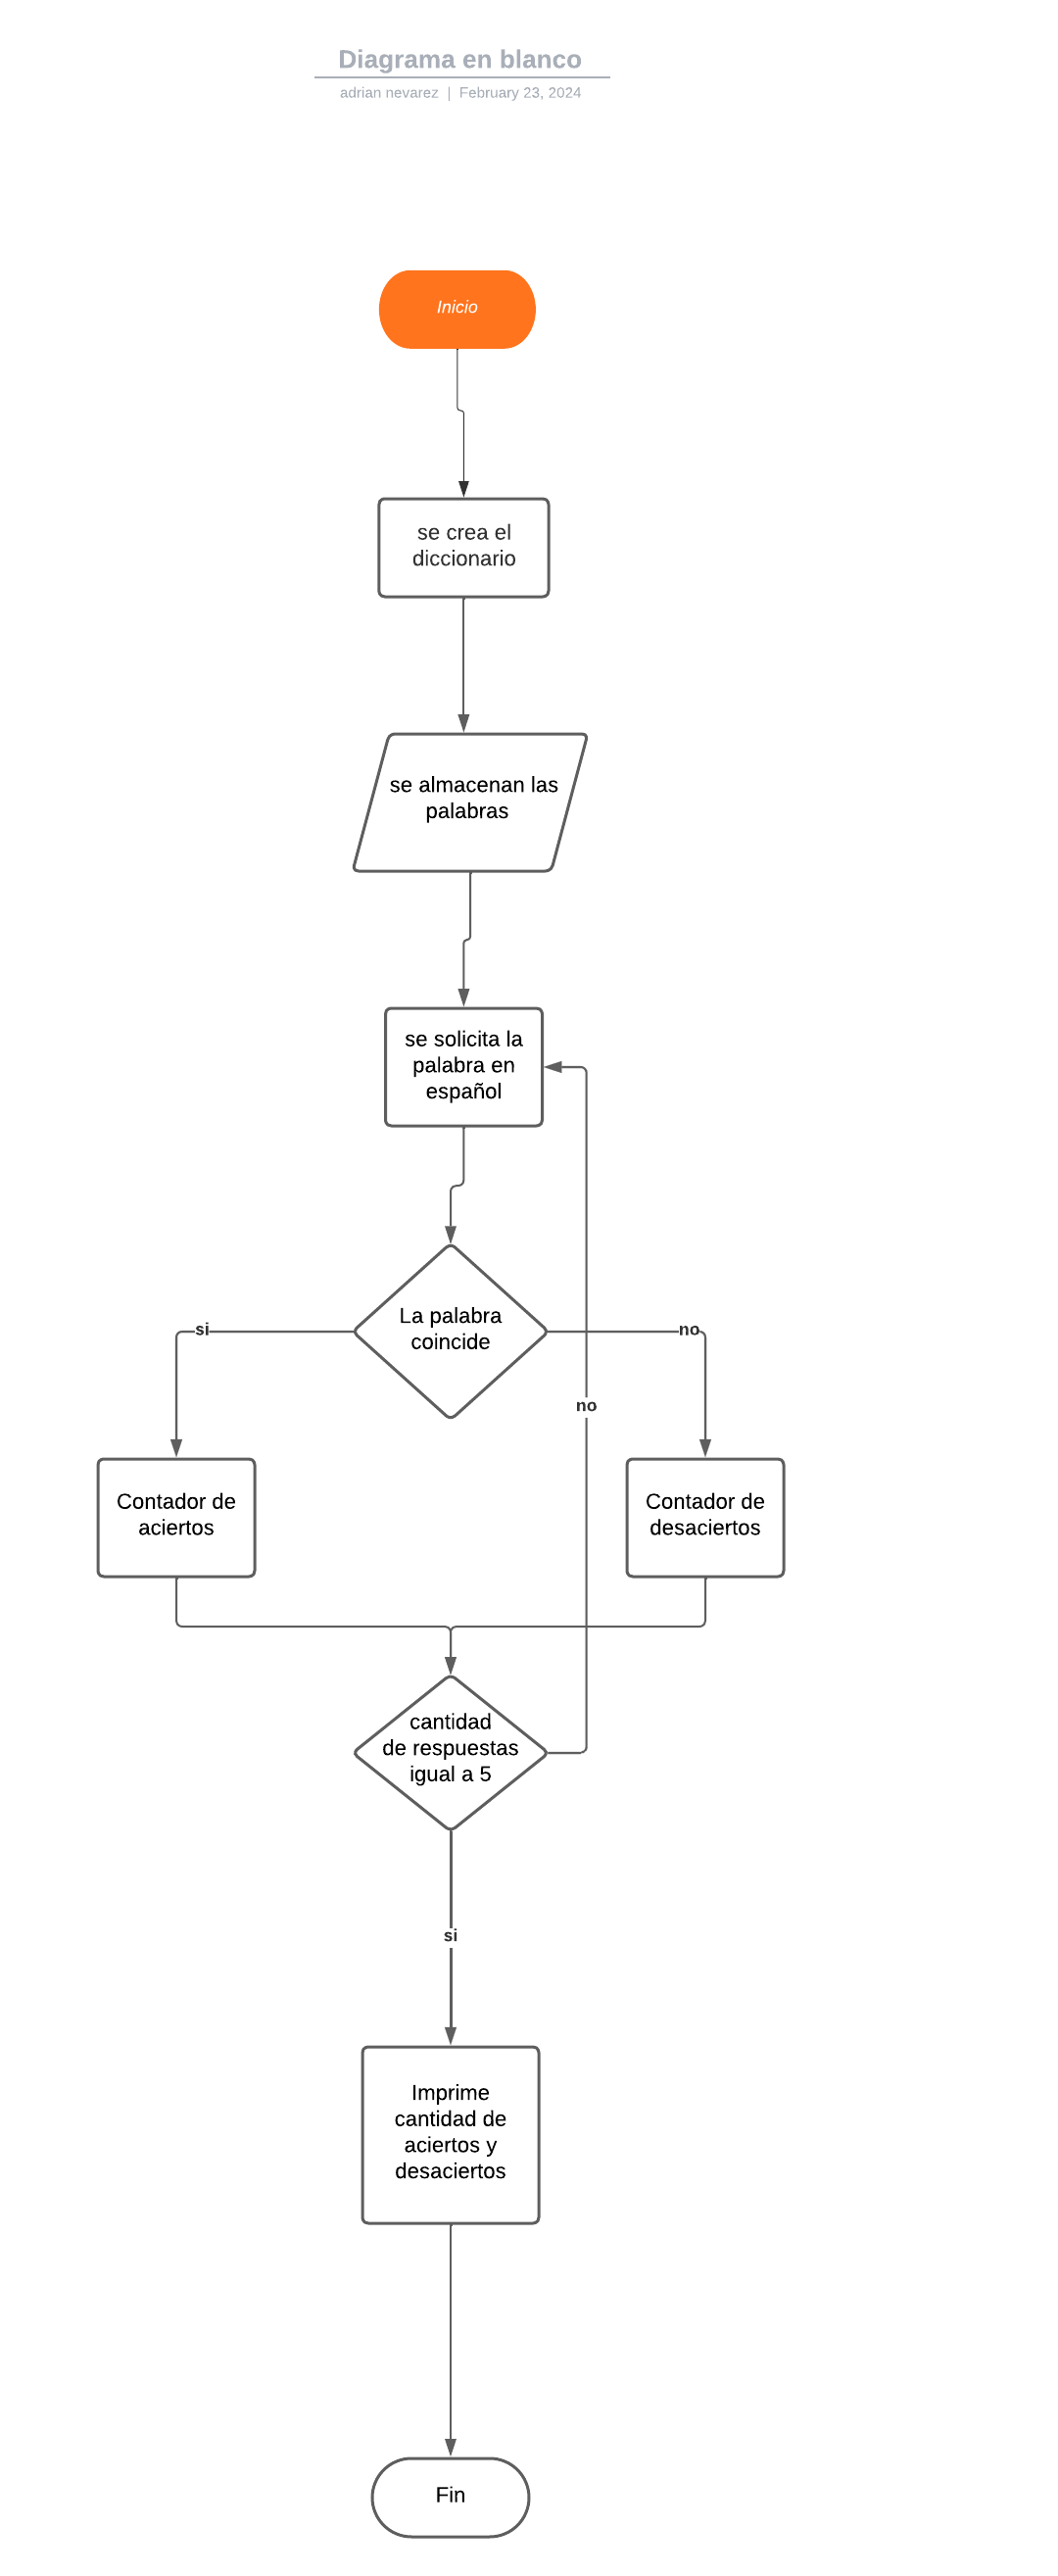 Diagrama en blanco
adrian nevarez | February 23, 2024
Inicio
se crea el
diccionario
se almacenan las
palabras
se solicita la
palabra en
español
La palabra
coincide
si
no
no
Contador de
aciertos
Contador de
desaciertos
cantidad
de respuestas
igual a 5
si
Imprime
cantidad de
aciertos y
desaciertos
Fin